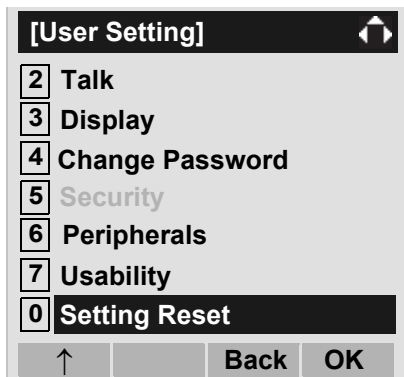 [User Setting]
2 Talk
3 Display
4 Change Password
5 Security
6 Peripherals
7 Usability
0 Setting Reset
↑ Back OK